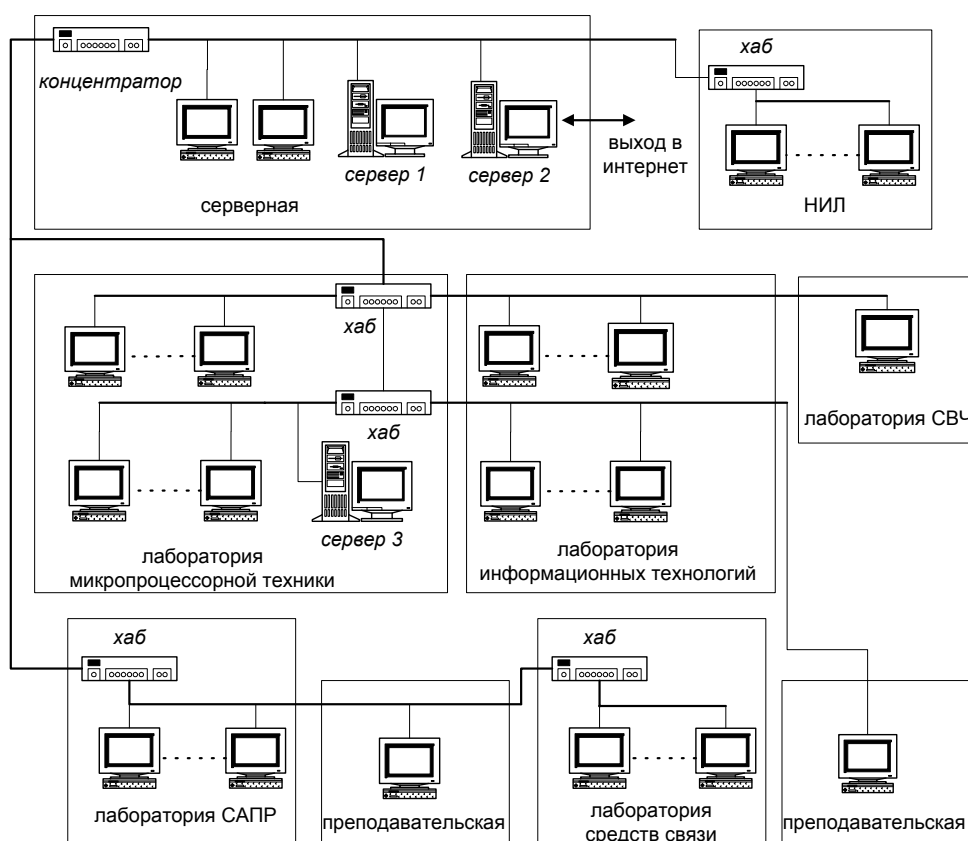 хаб
концентратор
выход в
интернет
сервер 1
сервер 2
серверная
НИЛ
хаб
лаборатория СВЧ
хаб
сервер 3
лаборатория
микропроцессорной техники
лаборатория
информационных технологий
хаб
хаб
лаборатория САПР
преподавательская
лаборатория
средств связи
преподавательская